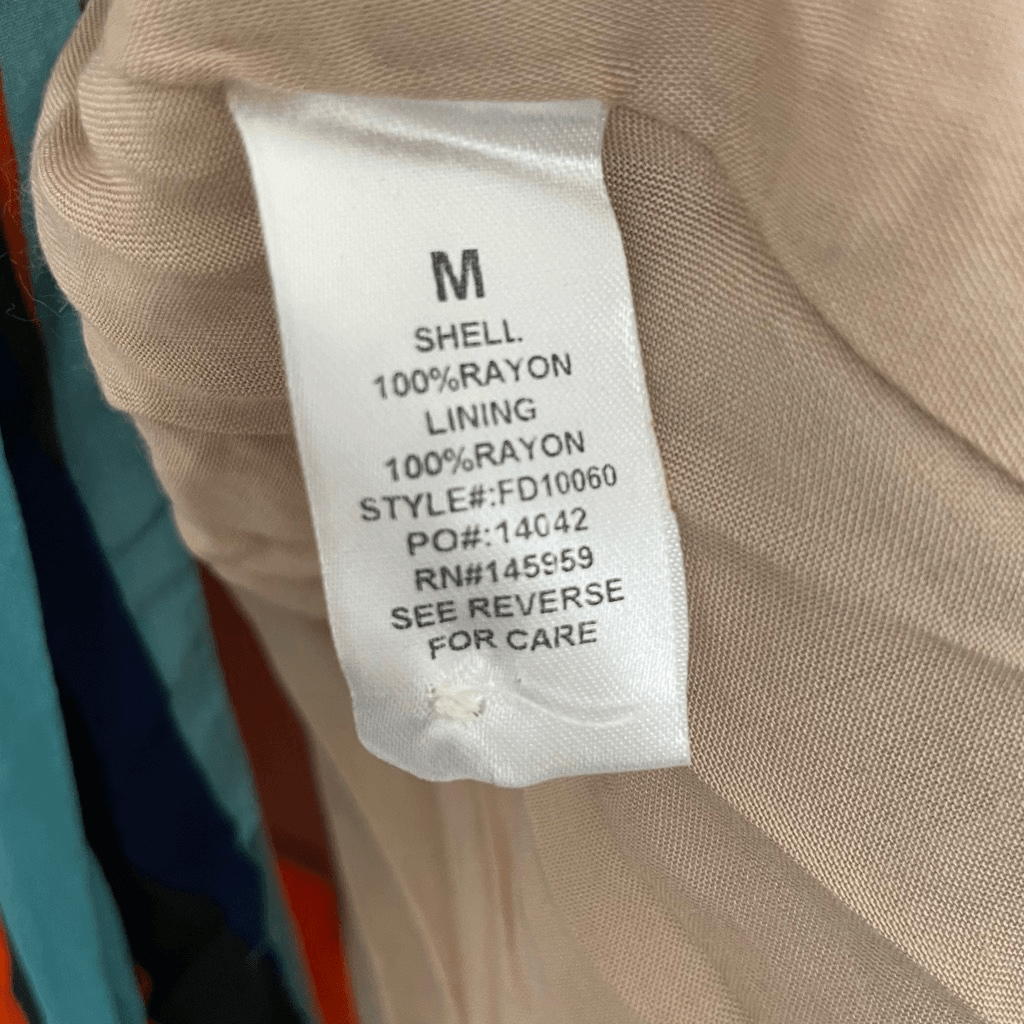 M
SHELL.
100%RAYON
LINING
100%RAYON
STYLE#:FD10060
PO#:14042
RN#145959
SEE REVERSE
FOR CARE